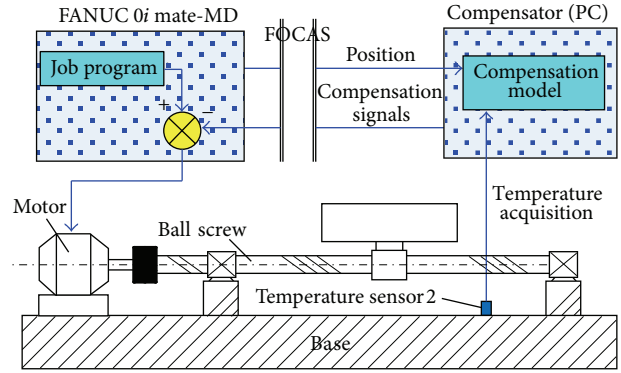 FANUC 0i mate-MD
FOCAS
Compensator (PC)
Job program
Position
Compensation
model
+
−
Compensation
signals
Motor
Ball screw
Temperature
acquisition
Temperature sensor 2
Base